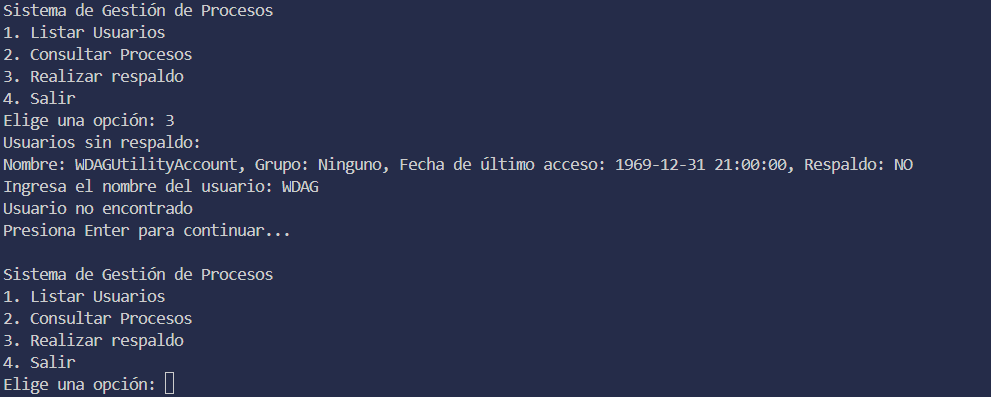 Sistema de Gestión de Procesos
1. Listar Usuarios
2. Consultar Procesos
3. Realizar respaldo
4. Salir
Elige una opción: 3
Usuarios sin respaldo:
Nombre: WDAGUtilityAccount, Grupo: Ninguno, Fecha de último acceso: 1969-12-31 21:00:00, Respaldo: NO
Ingresa el nombre del usuario: WDAG
Usuario no encontrado
Presiona Enter para continuar...
Sistema de Gestión de Procesos
1. Listar Usuarios
2. Consultar Procesos
3. Realizar respaldo
4. Salir
Elige una opción: